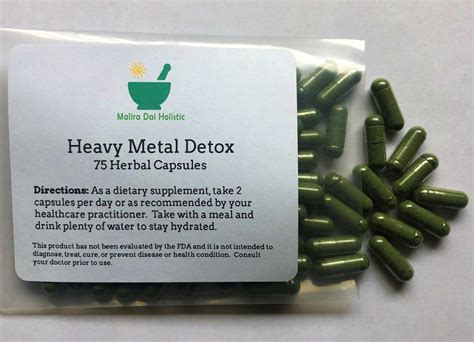 Maliro Dai Holistic
Heavy Metal Detox
75 Herbal Capsules
Directions: As a dietary supplement, take 2
capsules per day or as recommended by your
healthcare practitioner. Take with a meal and
drink plenty of water to stay hydrated.
This product has not been evaluated by the FDA and it is not intended to
diagnose, treat, cure, or prevent disease or health condition. Consult
your doctor prior to use.